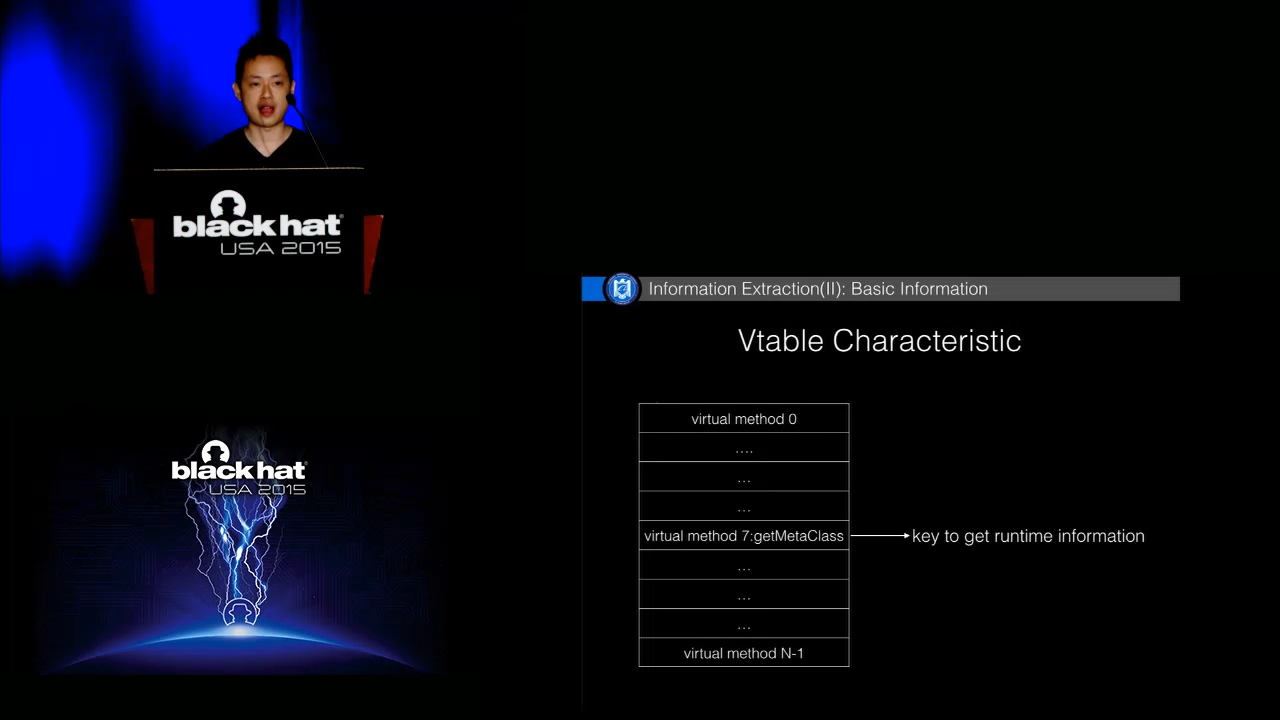 black hat
USA 2015
Information Extraction(II): Basic Information
Vtable Characteristic
virtual method 0
....
...
...
virtual method 7:getMetaClass
key to get runtime information
...
...
...
virtual method N-1
black hat
USA 2015